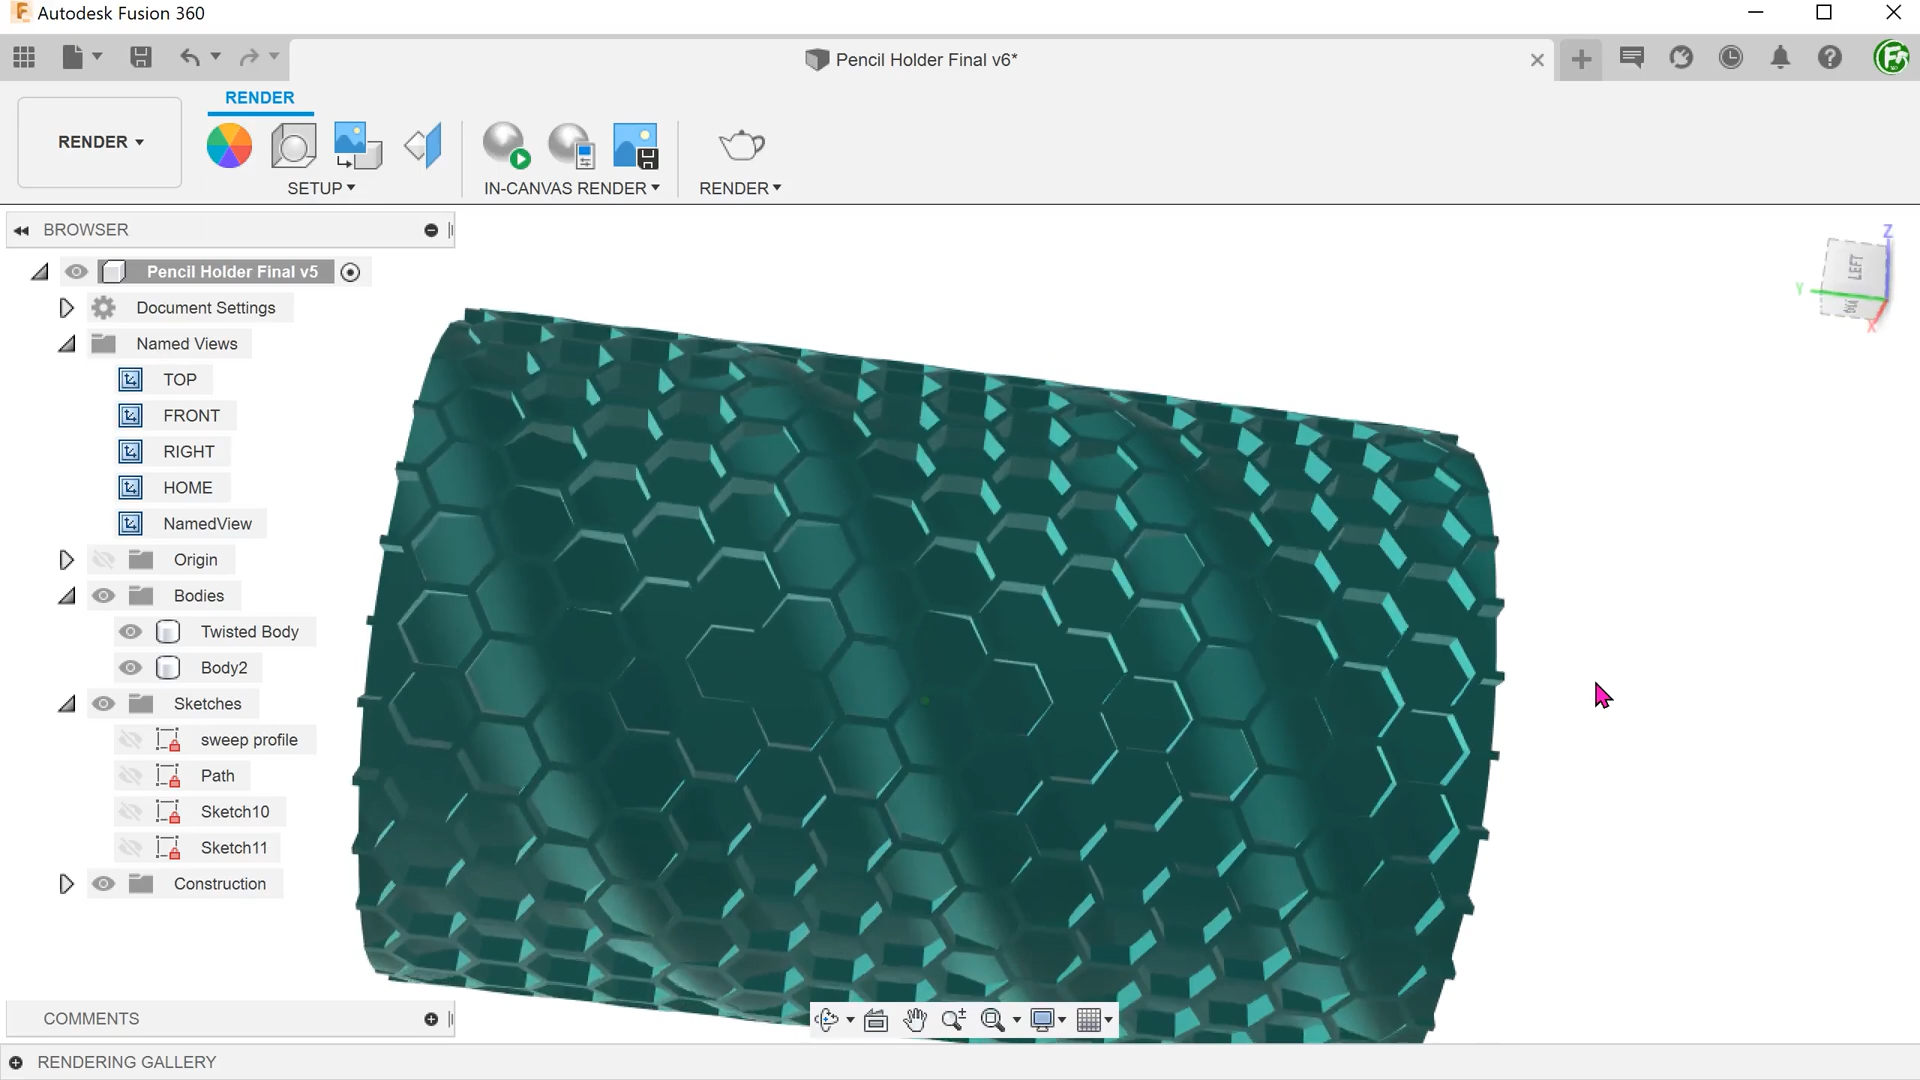 Autodesk Fusion 360
Pencil Holder Final v6*
RENDER
RENDER
SETUP
IN-CANVAS RENDER
RENDER
BROWSER
Pencil Holder Final v5
Document Settings
Named Views
TOP
FRONT
RIGHT
HOME
NamedView
Origin
Bodies
Twisted Body
Body2
Sketches
sweep profile
Path
Sketch10
Sketch11
Construction
COMMENTS
RENDERING GALLERY
Z
LEFT
Y
X